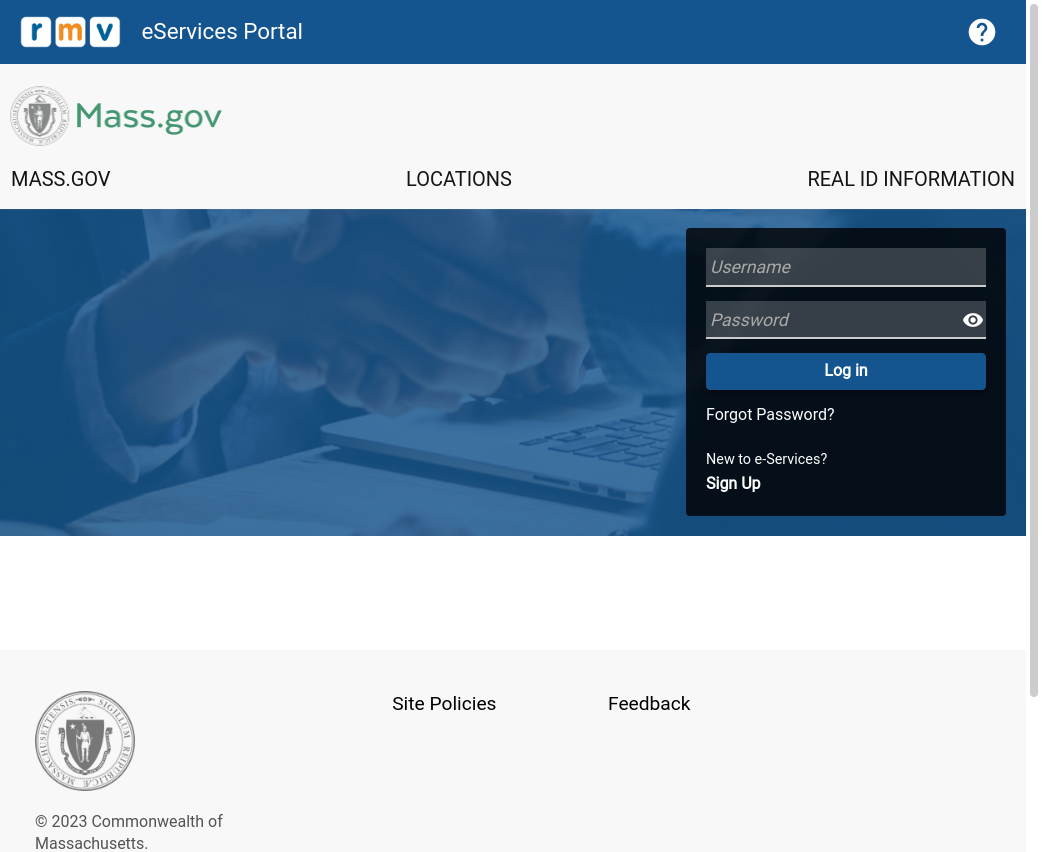 rmv eServices Portal
Mass.gov
MASS.GOV LOCATIONS REAL ID INFORMATION
Username
Password
Log in
Forgot Password?
New to e-Services?
Sign Up
Site Policies Feedback
© 2023 Commonwealth of
Massachusetts.